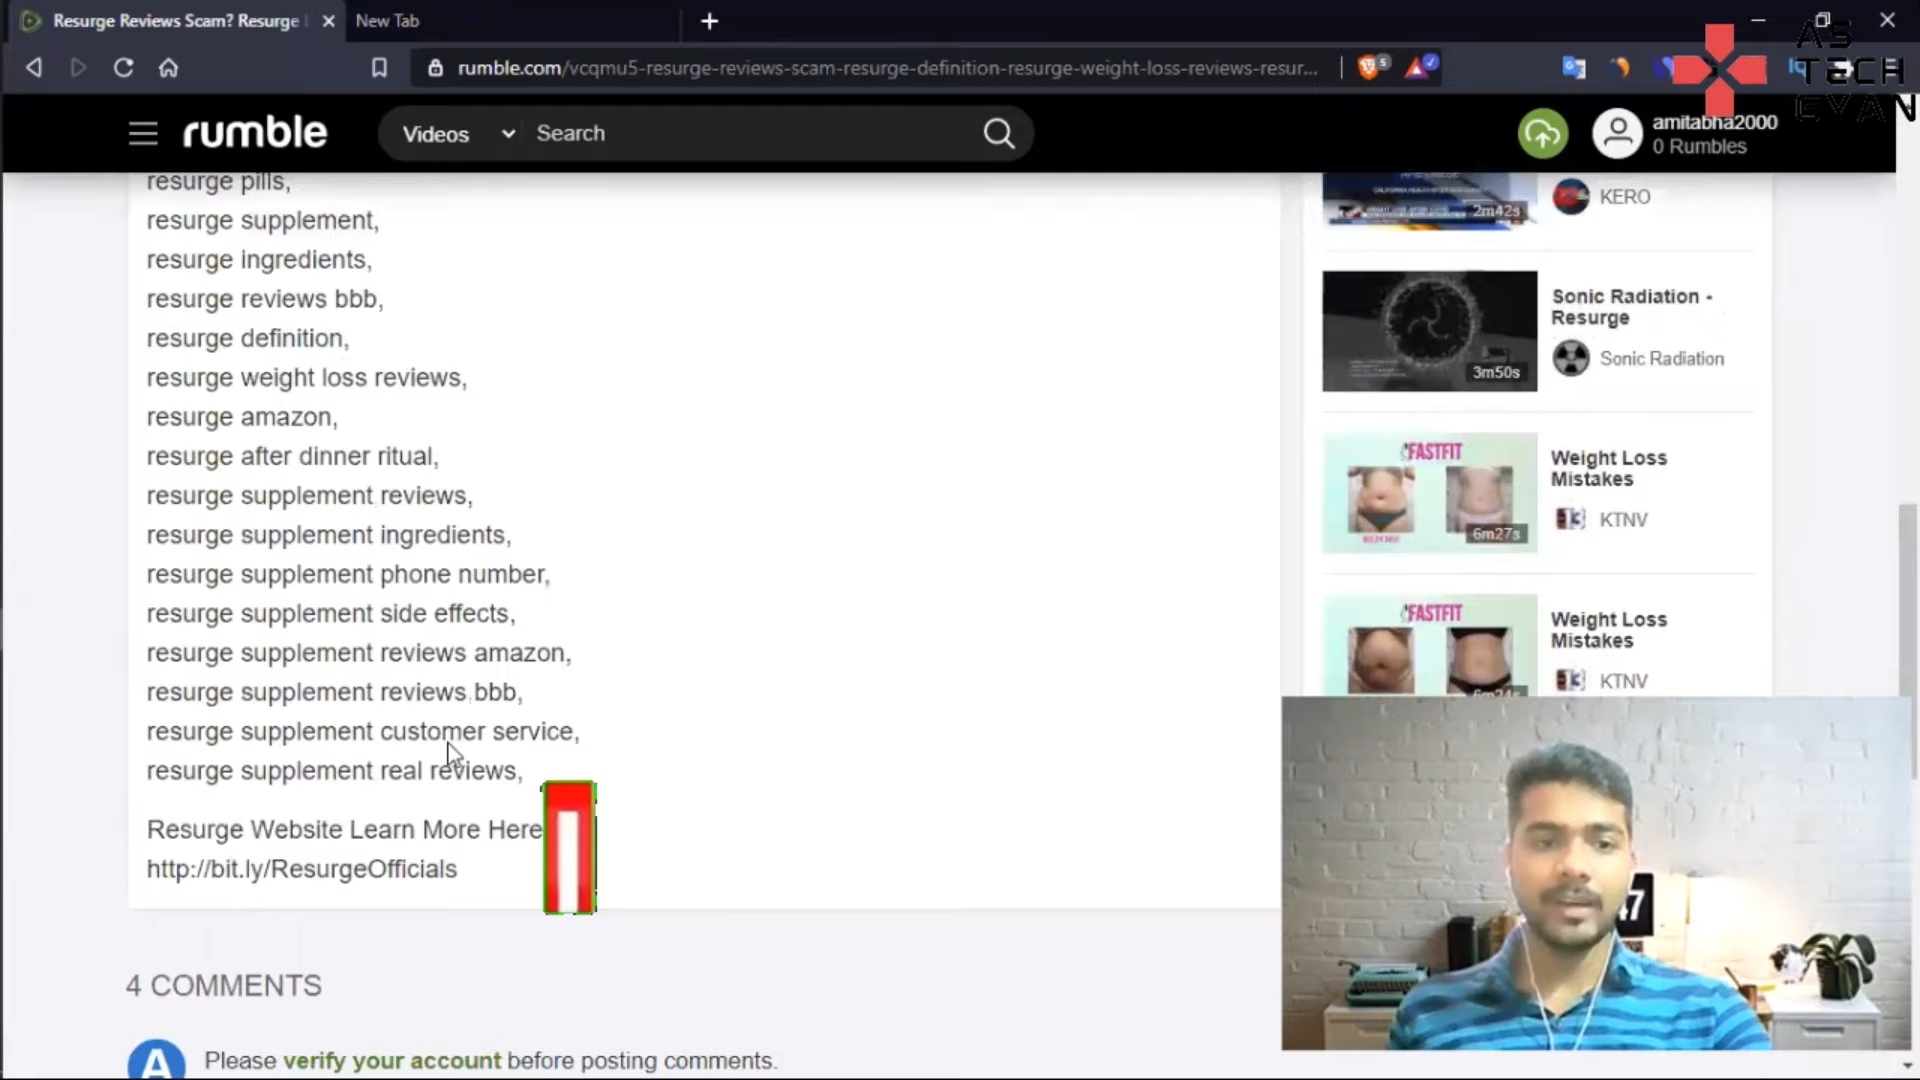 Resurge Reviews Scam? Resurge
New Tab
rumble.com/vcqmu5-resurge-reviews-scam-resurge-definition-resurge-weight-loss-reviews-resur...
5
A5
TECH
GYAN
rumble
Videos
Search
amitabha2000
0 Rumbles
resurge pills,
resurge supplement,
resurge ingredients,
resurge reviews bbb,
resurge definition,
resurge weight loss reviews,
resurge amazon,
resurge after dinner ritual,
resurge supplement reviews,
resurge supplement ingredients,
resurge supplement phone number,
resurge supplement side effects,
resurge supplement reviews amazon,
resurge supplement reviews bbb,
resurge supplement customer service,
resurge supplement real reviews,
Resurge Website Learn More Here
http://bit.ly/ResurgeOfficials
4 COMMENTS
A
Please verify your account before posting comments.
2m42s
KERO
Sonic Radiation -
Resurge
Sonic Radiation
3m50s
FASTFIT
Weight Loss
Mistakes
KTNV
6m27s
FASTFIT
Weight Loss
Mistakes
KTNV
6m24s